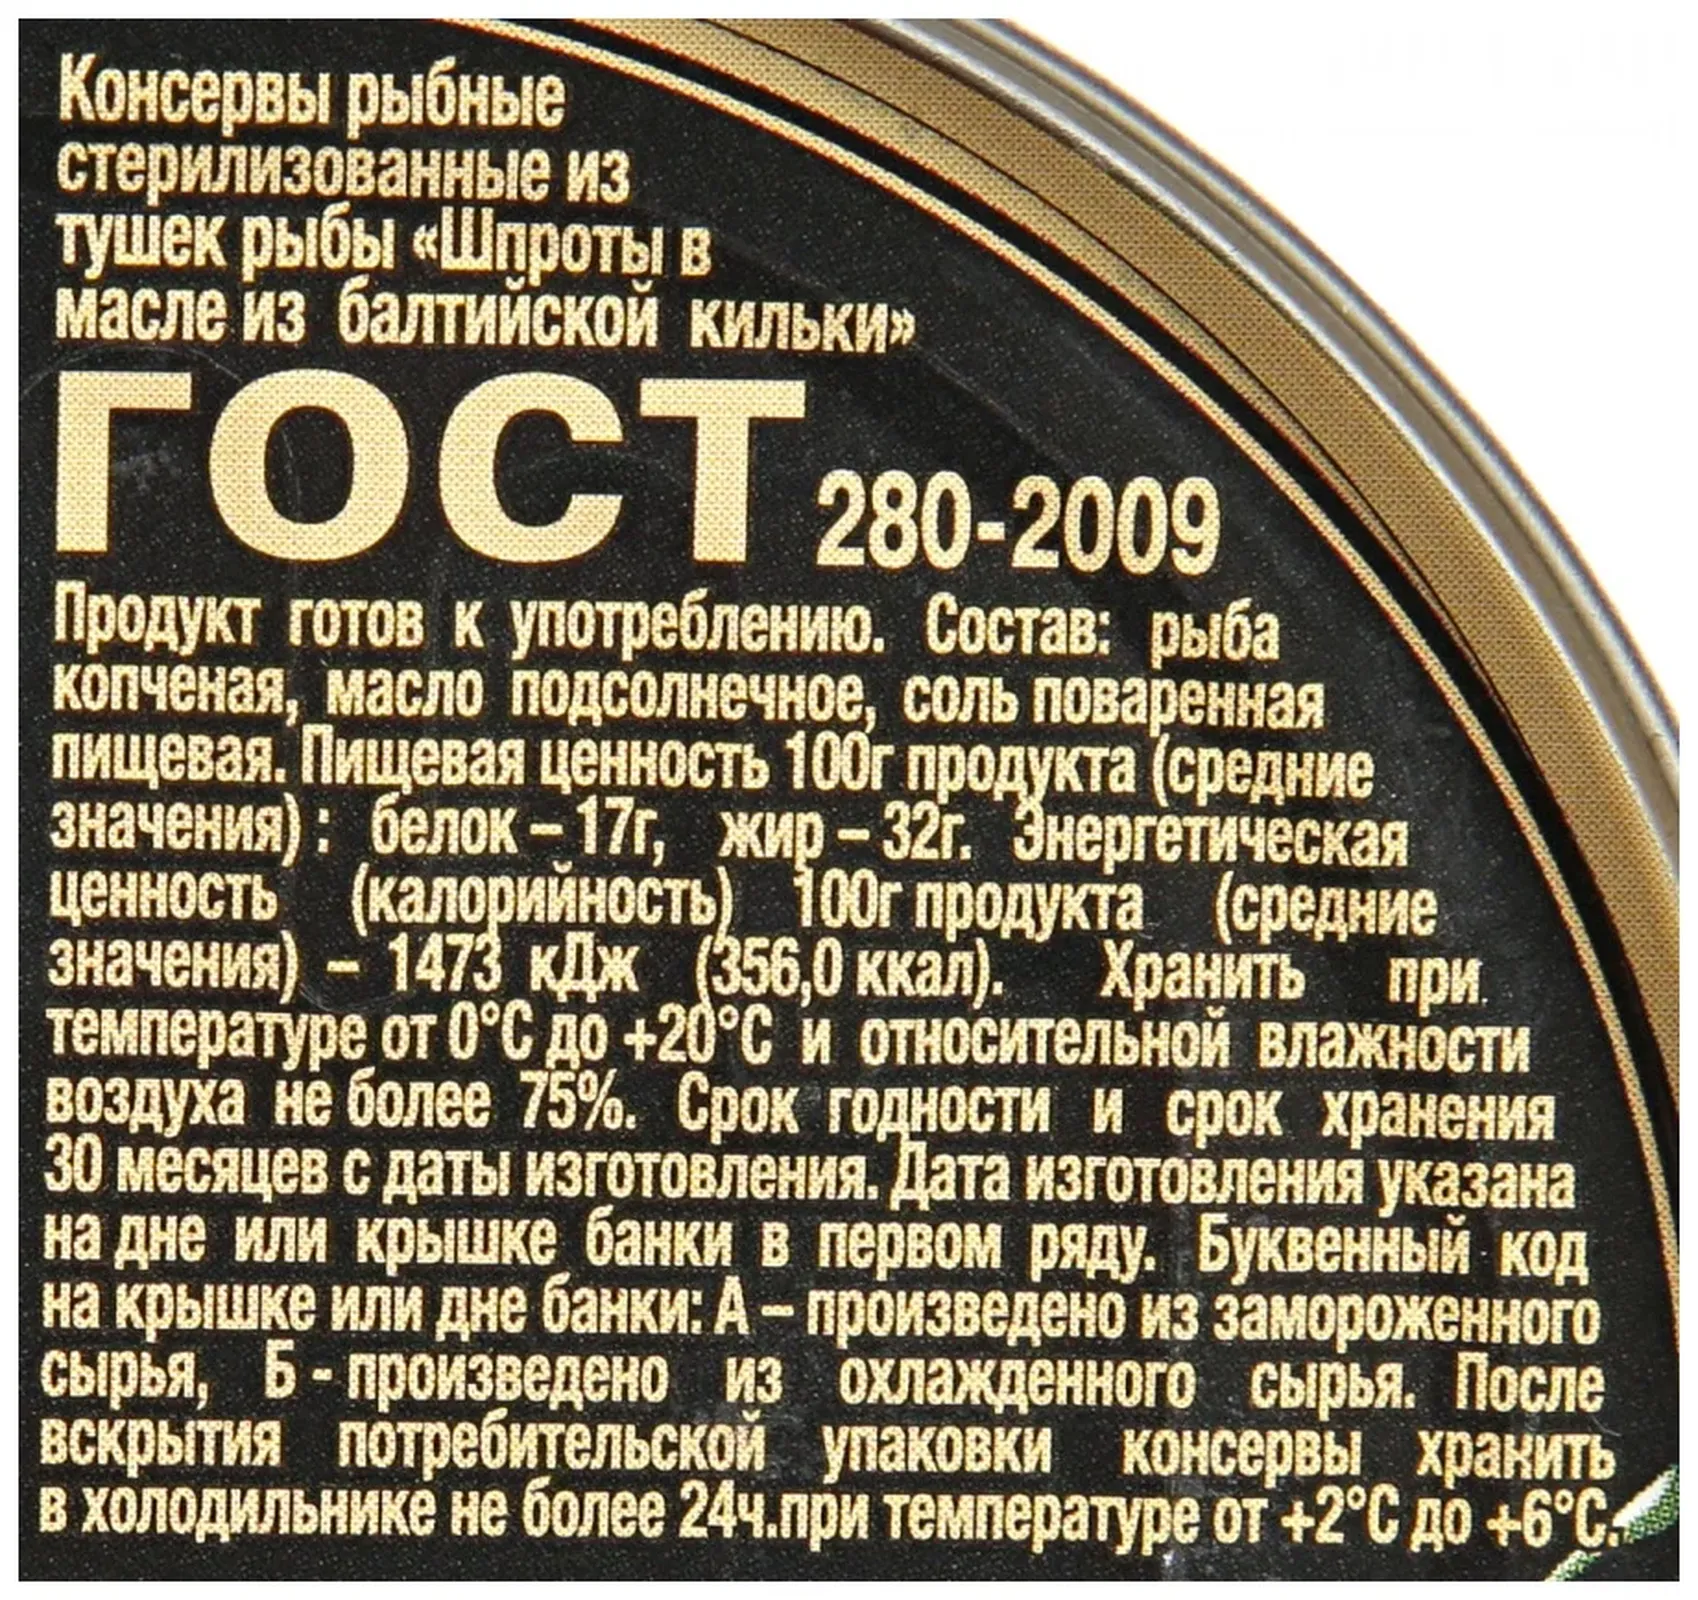 Консервы рыбные
стерилизованные из
тушек рыбы «Шпроты в
масле из балтийской кильки»
ГОСТ 280-2009
Продукт готов к употреблению. Состав: рыба
копченая, масло подсолнечное, соль поваренная
пищевая. Пищевая ценность 100г продукта (средние
значения) : белок – 17г, жир – 32г. Энергетическая
ценность (калорийность) 100г продукта (средние
значения) – 1473 кДж (356,0 ккал). Хранить при
температуре от 0°С до +20°С и относительной влажности
воздуха не более 75%. Срок годности и срок хранения
30 месяцев с даты изготовления. Дата изготовления указана
на дне или крышке банки в первом ряду. Буквенный код
на крышке или дне банки: А – произведено из замороженного
сырья, Б - произведено из охлажденного сырья. После
вскрытия потребительской упаковки консервы хранить
в холодильнике не более 24ч.при температуре от +2°С до +6°С.